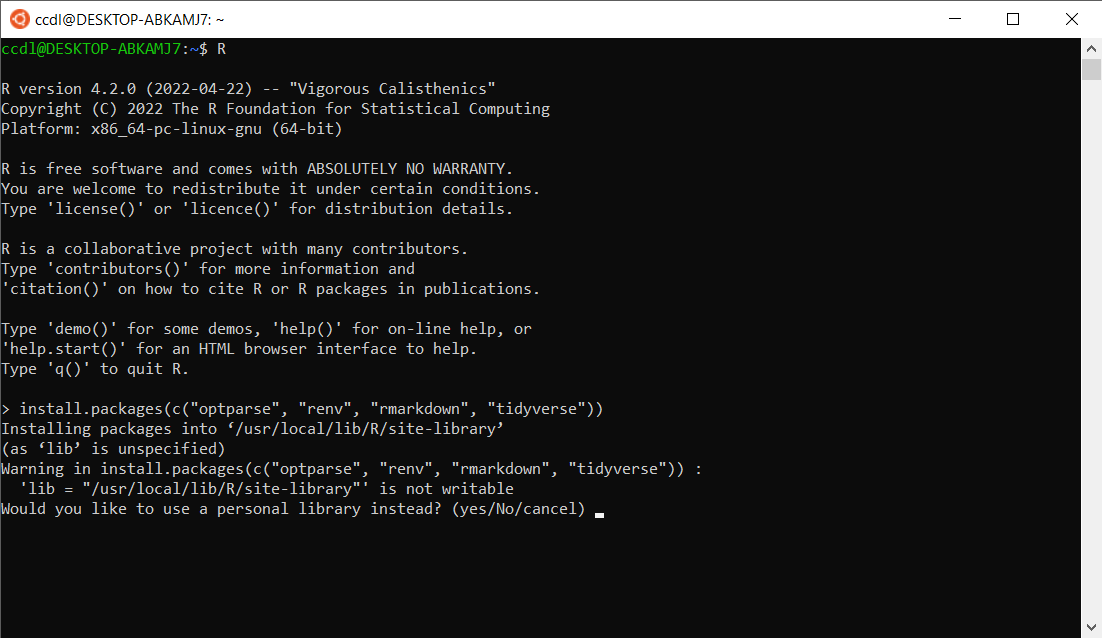 ccdl@DESKTOP-ABKAMJ7: ~
ccdl@DESKTOP-ABKAMJ7:~$ R
R version 4.2.0 (2022-04-22) -- "Vigorous Calisthenics"
Copyright (C) 2022 The R Foundation for Statistical Computing
Platform: x86_64-pc-linux-gnu (64-bit)
R is free software and comes with ABSOLUTELY NO WARRANTY.
You are welcome to redistribute it under certain conditions.
Type 'license()' or 'licence()' for distribution details.
R is a collaborative project with many contributors.
Type 'contributors()' for more information and
'citation()' on how to cite R or R packages in publications.
Type 'demo()' for some demos, 'help()' for on-line help, or
'help.start()' for an HTML browser interface to help.
Type 'q()' to quit R.
> install.packages(c("optparse", "renv", "rmarkdown", "tidyverse"))
Installing packages into ‘/usr/local/lib/R/site-library’
(as ‘lib’ is unspecified)
Warning in install.packages(c("optparse", "renv", "rmarkdown", "tidyverse")) :
  'lib = "/usr/local/lib/R/site-library"' is not writable
Would you like to use a personal library instead? (yes/No/cancel)